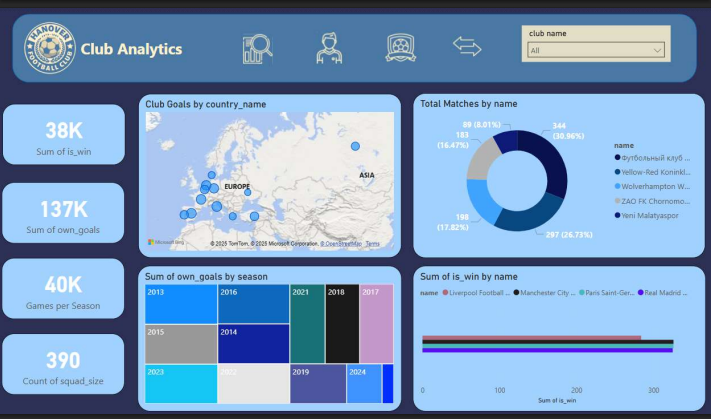 HANOVER
FOOTBALL CLUB
Club Analytics
club name
All
38K
Sum of is_win
137K
Sum of own_goals
40K
Games per Season
390
Count of squad_size
Club Goals by country_name
EUROPE
ASIA
Microsoft Bing
© 2025 TomTom, © 2025 Microsoft Corporation, © OpenStreetMap Terms
Total Matches by name
89 (8.01%)
344
(30.96%)
183
(16.47%)
198
(17.82%)
297 (26.73%)
name
Футбольный клуб ...
Yellow-Red Koninkl...
Wolverhampton W...
ZAO FK Chornomo...
Yeni Malatyaspor
Sum of own_goals by season
2013
2016
2021
2018
2017
2015
2014
2023
2022
2019
2024
Sum of is_win by name
name
Liverpool Football ...
Manchester City ...
Paris Saint-Ger...
Real Madrid ...
0
100
200
300
Sum of is_win